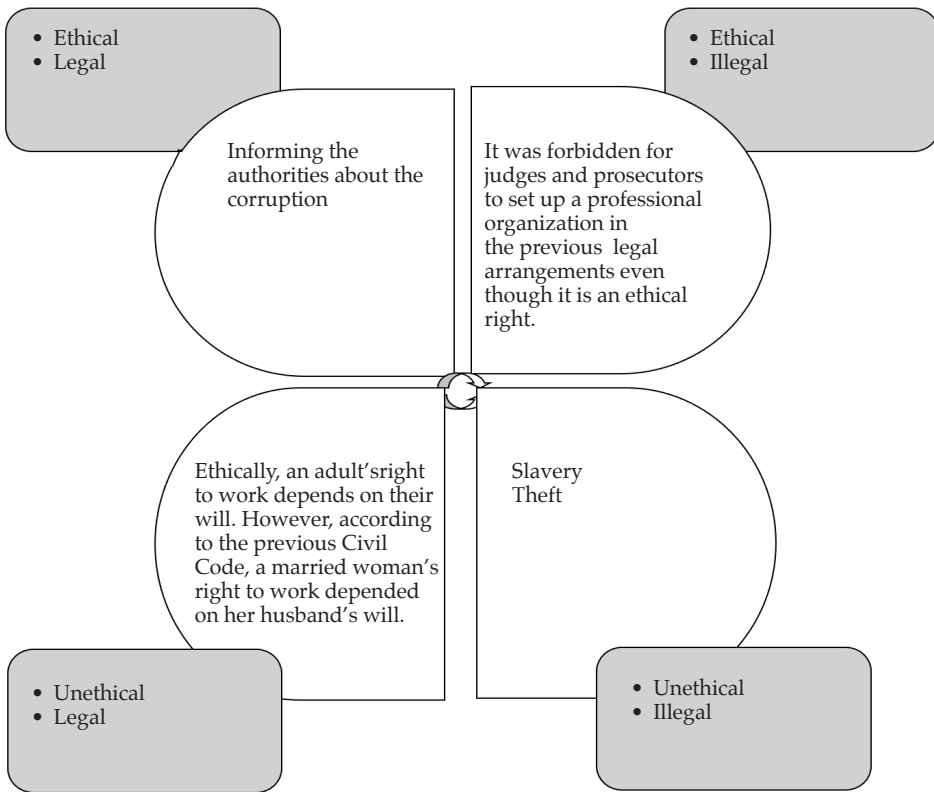 • Ethical
• Legal
• Ethical
• Illegal
Informing the
authorities about the
corruption
It was forbidden for
judges and prosecutors
to set up a professional
organization in
the previous legal
arrangements even
though it is an ethical
right.
Ethically, an adult'sright
to work depends on their
will. However, according
to the previous Civil
Code, a married woman's
right to work depended
on her husband's will.
Slavery
Theft
• Unethical
• Legal
• Unethical
• Illegal